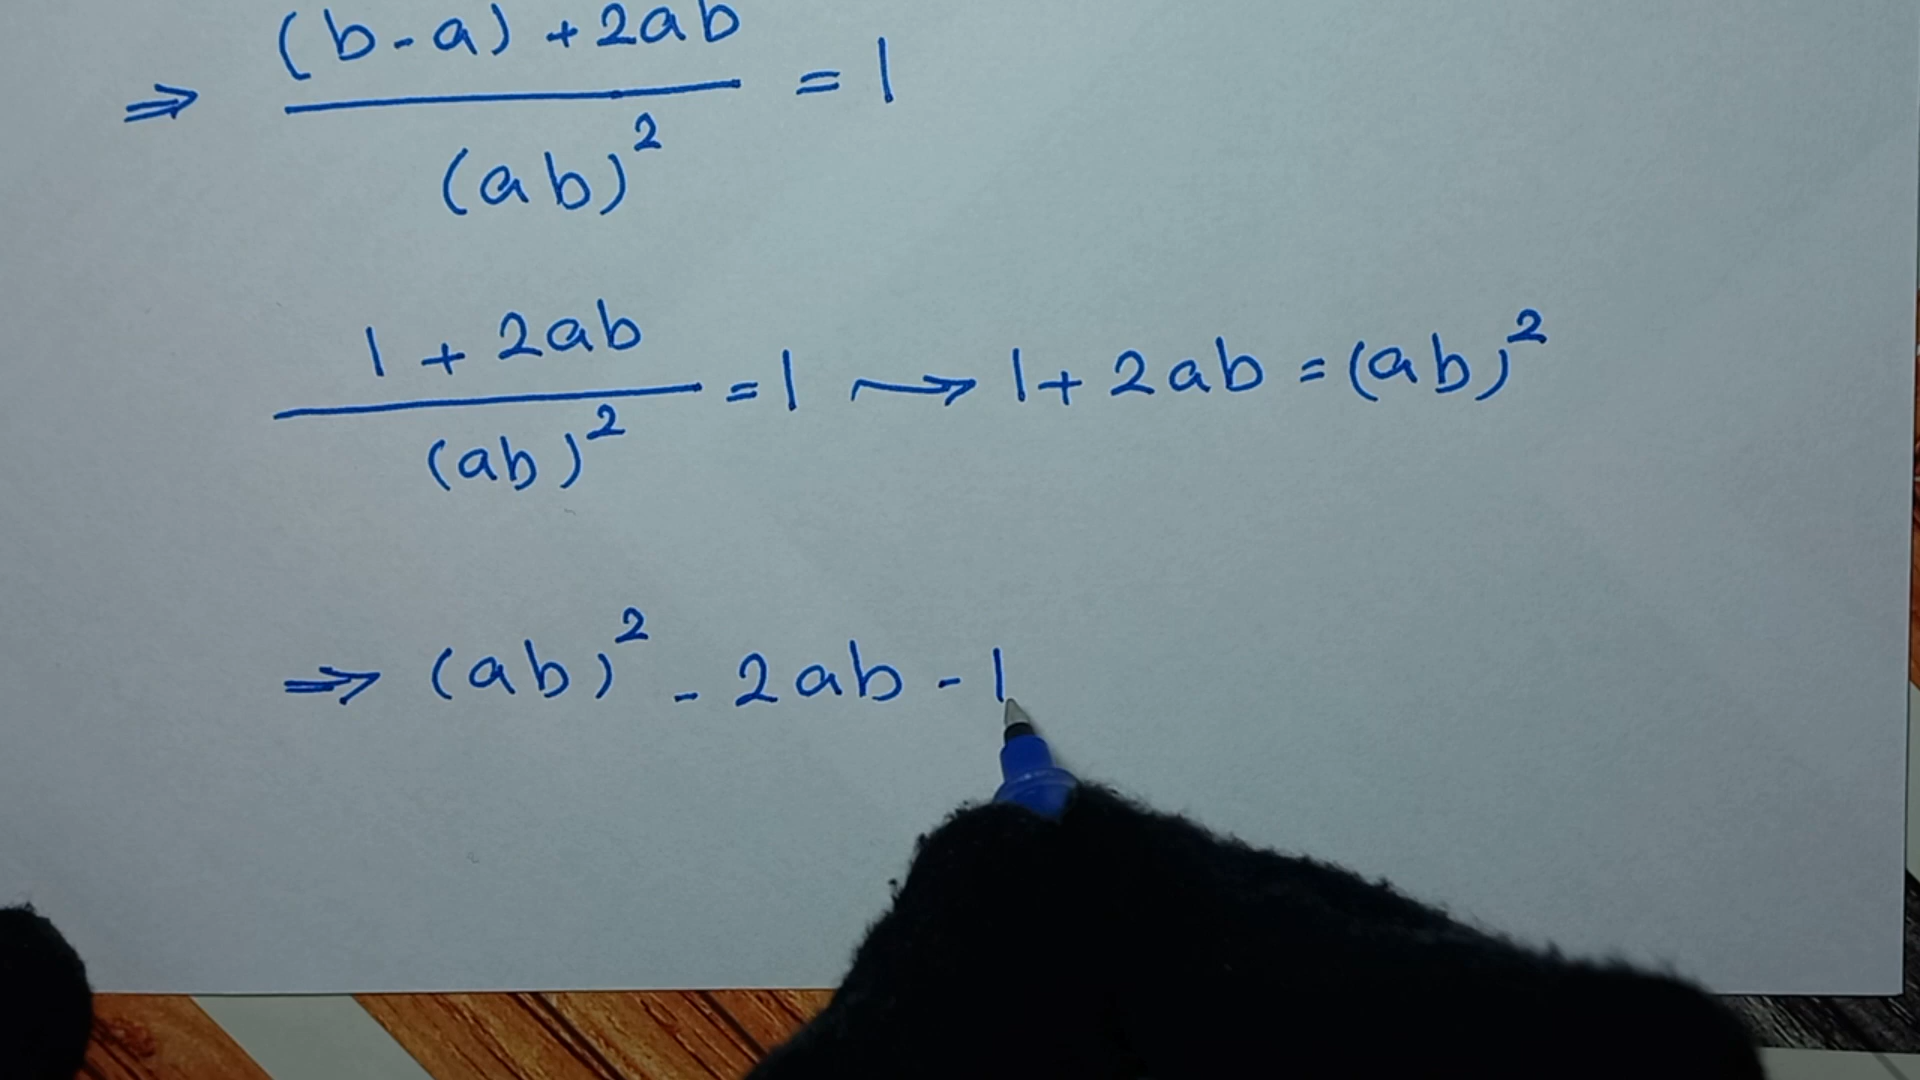 ⇒ (b-a) + 2ab / (ab)² = 1
1 + 2ab / (ab)² = 1 → 1 + 2ab = (ab)²
⇒ (ab)² - 2ab - 1